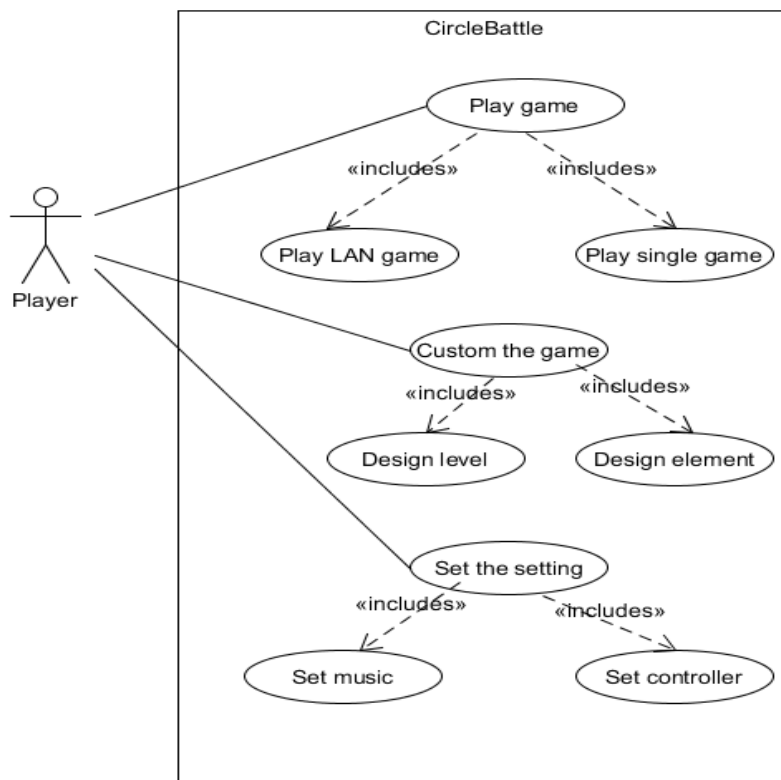 CircleBattle
Play game
«includes» «includes»
Play LAN game Play single game
Player
Custom the game
«includes» «includes»
Design level Design element
Set the setting
«includes» «includes»
Set music Set controller